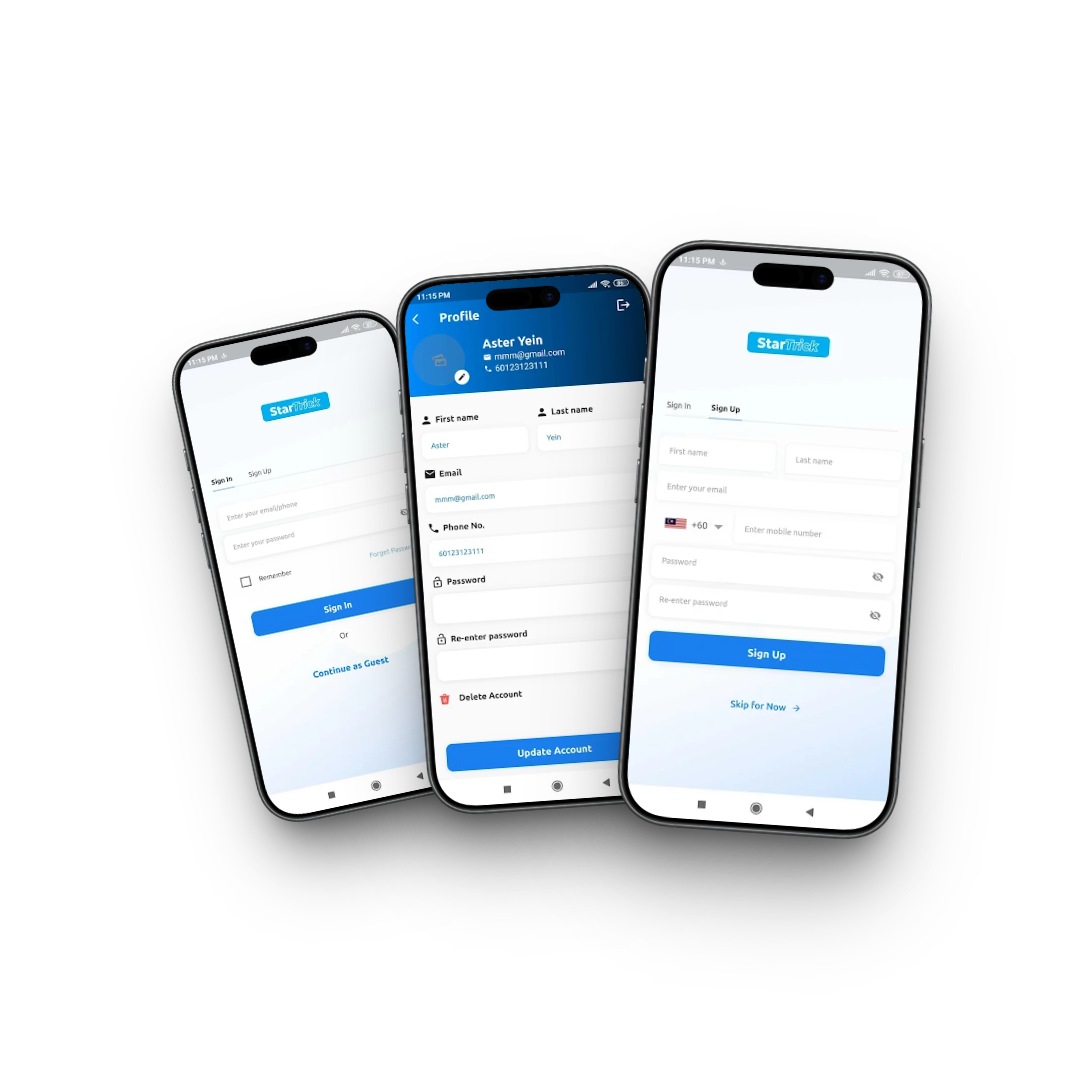 11:15 PM
StarTrick
Sign In
Sign Up
Enter your email/phone
Enter your password
Remember
Forget
Sign In
Or
Continue as Guest
11:15 PM
Profile
Aster Yein
mmm@gmail.com
60123123111
First name
Last name
Aster
Yein
Email
mmm@gmail.com
Phone No.
60123123111
Password
Re-enter password
Delete Account
Update Account
11:15 PM
StarTrick
Sign In
Sign Up
First name
Last name
Enter your email
+60
Enter mobile number
Password
Re-enter password
Sign Up
Skip for Now